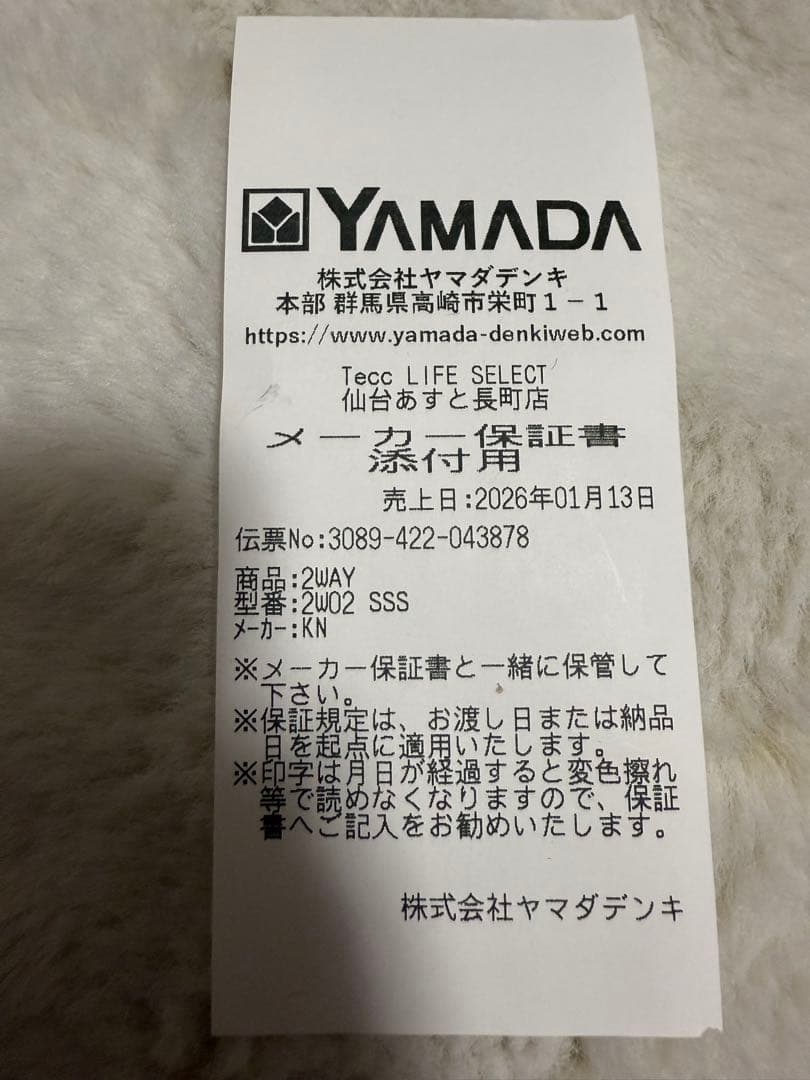 YAMADA
株式会社ヤマダデンキ
本部 群馬県高崎市栄町１－１
https://www.yamada-denkiweb.com
Tecc LIFE SELECT
仙台あすと長町店
メーカー保証書
添付用
売上日:2026年01月13日
伝票No:3089-422-043878
商品:2WAY
型番:2W02 SSS
ﾒｰｶｰ:KN
※メーカー保証書と一緒に保管して
下さい。
※保証規定は、お渡し日または納品
日を起点に適用いたします。
※印字は月日が経過すると変色擦れ
等で読めなくなりますので、保証
書へご記入をお勧めいたします。
株式会社ヤマダデンキ